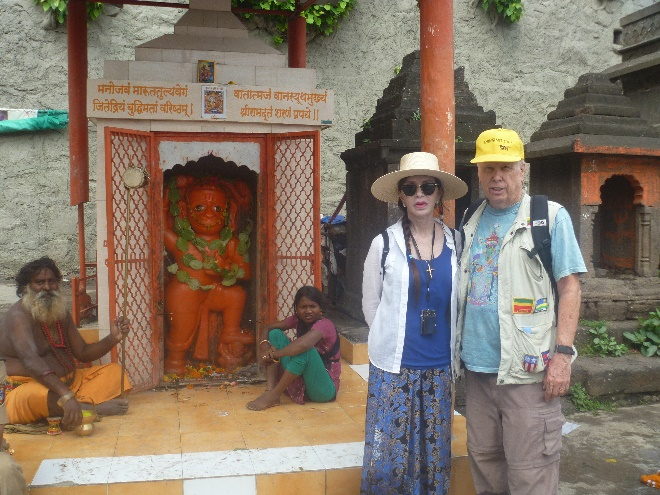 मनोजवं मारुततुल्यवेगं
जितेंद्रियं बुद्धिमतां वरिष्ठम्
वातात्मजं वानरयूथमुख्यं
श्रीरामदूतं शरणं प्रपद्ये